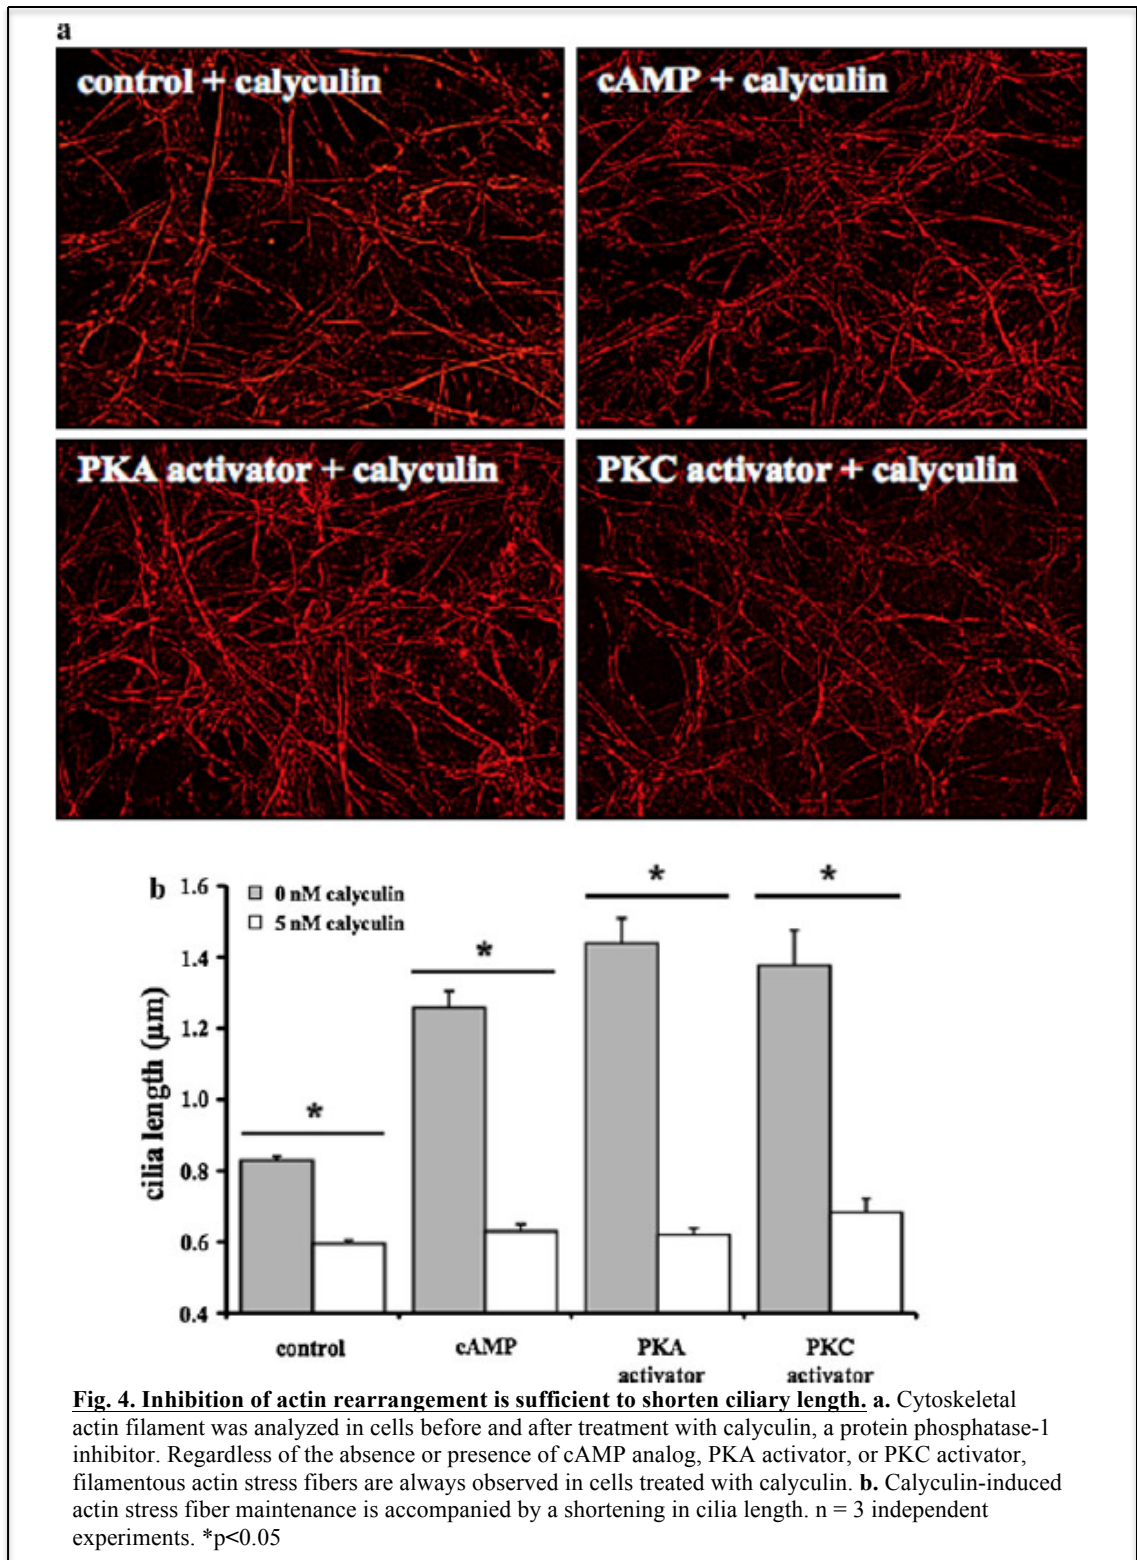 a
control + calyculin
cAMP + calyculin
PKA activator + calyculin
PKC activator + calyculin
b
1.6
1.4
1.2
1.0
0.8
0.6
0.4
cilia length (µm)
0 nM calyculin
5 nM calyculin
*
*
*
*
control
cAMP
PKA
activator
PKC
activator
Fig. 4. Inhibition of actin rearrangement is sufficient to shorten ciliary length. a. Cytoskeletal
actin filament was analyzed in cells before and after treatment with calyculin, a protein phosphatase-1
inhibitor. Regardless of the absence or presence of cAMP analog, PKA activator, or PKC activator,
filamentous actin stress fibers are always observed in cells treated with calyculin. b. Calyculin-induced
actin stress fiber maintenance is accompanied by a shortening in cilia length. n = 3 independent
experiments. *p<0.05